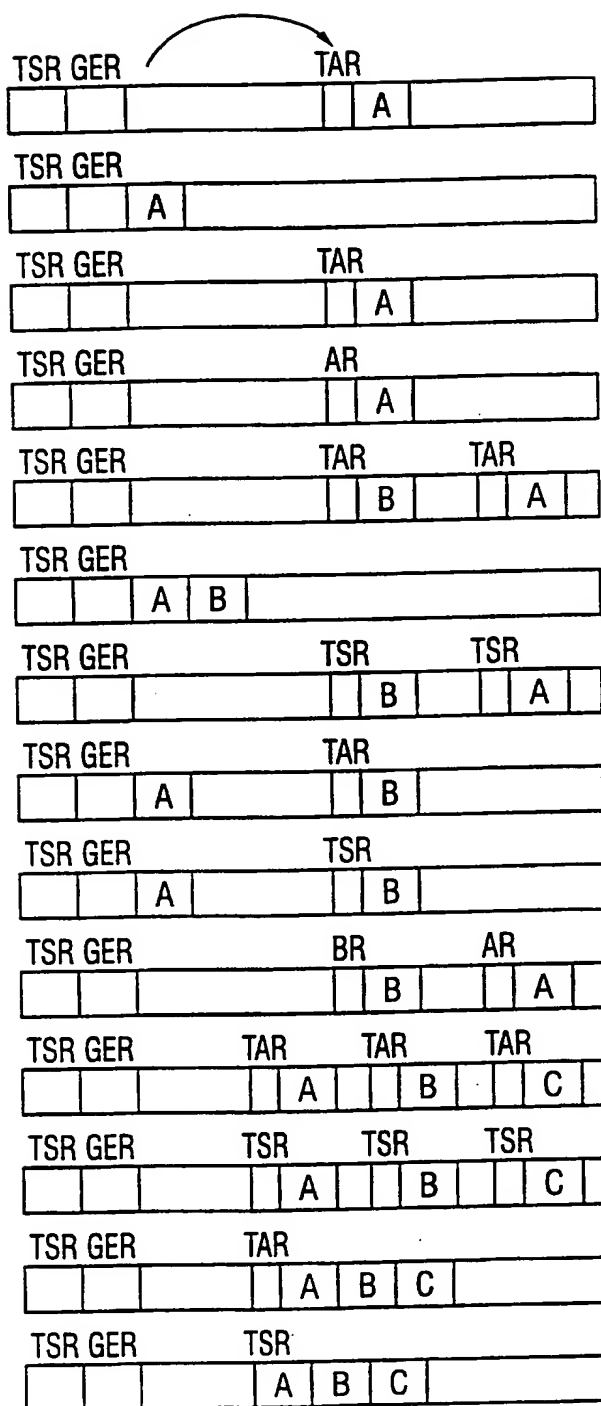 TSR GER TAR
A
TSR GER
A
TSR GER TAR
A
TSR GER AR
A
TSR GER TAR TAR
B A
TSR GER
A B
TSR GER TSR TSR
B A
TSR GER TAR
A B
TSR GER TSR
A B
TSR GER BR AR
B A
TSR GER TAR TAR TAR
A B C
TSR GER TSR TSR TSR
A B C
TSR GER TAR
A B C
TSR GER TSR
A B C